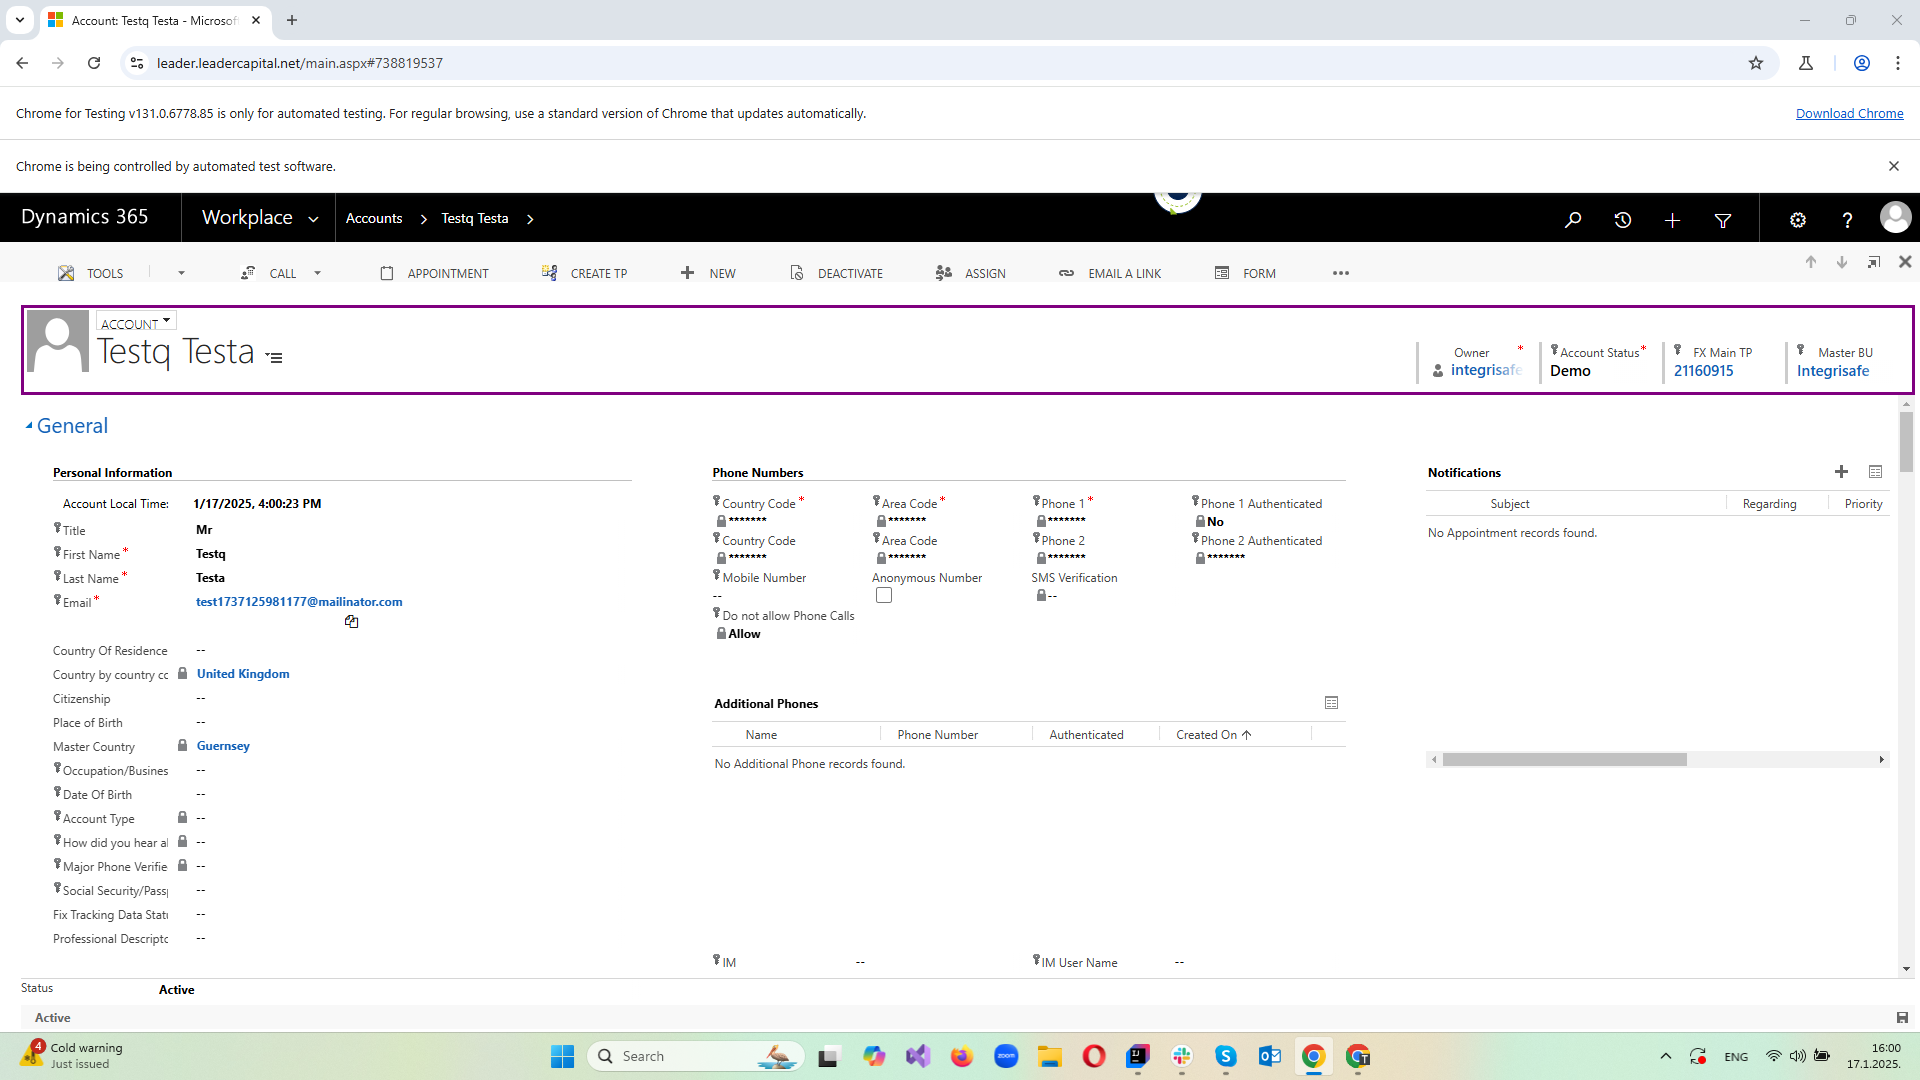 Account: Testq Testa - Microsof
leader.leadercapital.net/main.aspx#738819537
Chrome for Testing v131.0.6778.85 is only for automated testing. For regular browsing, use a standard version of Chrome that updates automatically.
Download Chrome
Chrome is being controlled by automated test software.
Dynamics 365
Workplace
Accounts
Testq Testa
?
TOOLS
CALL
APPOINTMENT
CREATE TP
NEW
DEACTIVATE
ASSIGN
EMAIL A LINK
FORM
ACCOUNT
Testq Testa
Owner *
integrisafe
Account Status *
Demo
FX Main TP
21160915
Master BU
Integrisafe
General
Personal Information
Account Local Time: 1/17/2025, 4:00:23 PM
Title Mr
First Name * Testq
Last Name * Testa
Email * test1737125981177@mailinator.com
Country Of Residence --
Country by country cc United Kingdom
Citizenship --
Place of Birth --
Master Country Guernsey
Occupation/Busines --
Date Of Birth --
Account Type --
How did you hear al --
Major Phone Verifie --
Social Security/Passp --
Fix Tracking Data Statu --
Professional Descripto --
Phone Numbers
Country Code * Area Code * Phone 1 * Phone 1 Authenticated
******* ******* ******* No
Country Code Area Code Phone 2 Phone 2 Authenticated
******* ******* ******* *******
Mobile Number Anonymous Number SMS Verification
-- --
Do not allow Phone Calls
Allow
Additional Phones
Name Phone Number Authenticated Created On
No Additional Phone records found.
IM -- IM User Name --
Notifications
Subject Regarding Priority
No Appointment records found.
Status Active
Active
4
Cold warning
Just issued
Search
zoom
ENG
16:00
17.1.2025.